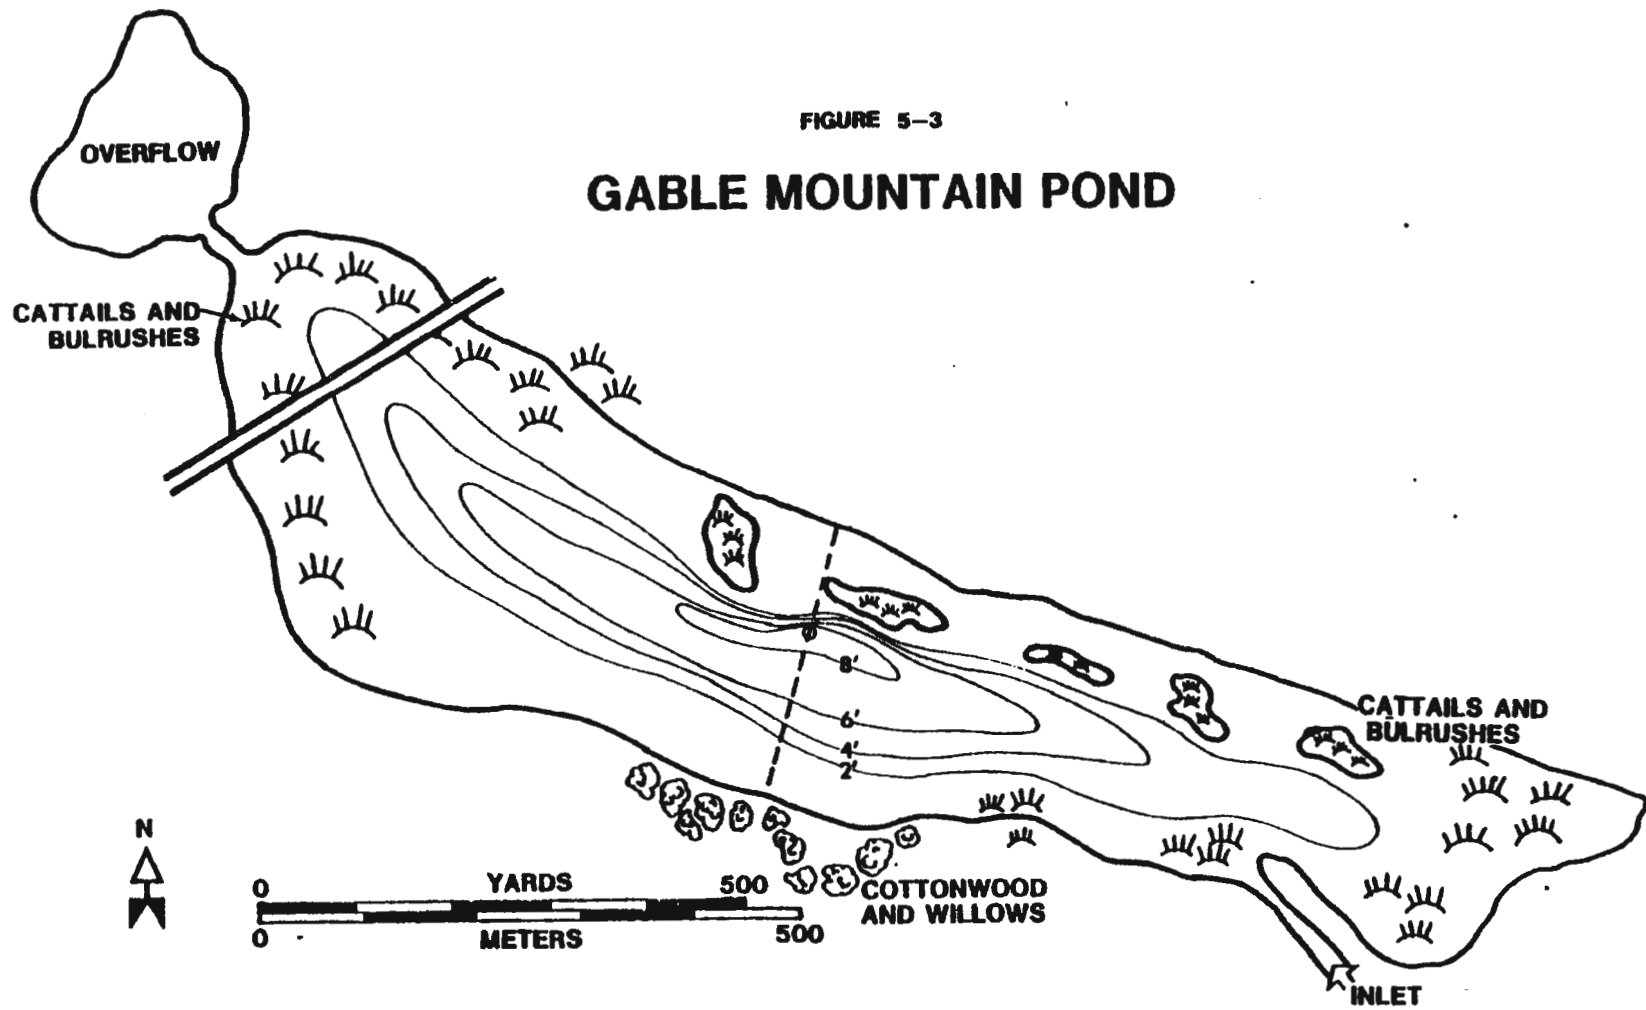 FIGURE 5-3
GABLE MOUNTAIN POND
OVERFLOW
CATTAILS AND
BULRUSHES
8'
6'
4'
2'
CATTAILS AND
BULRUSHES
COTTONWOOD
AND WILLOWS
INLET
N
0 YARDS 500
0 METERS 500